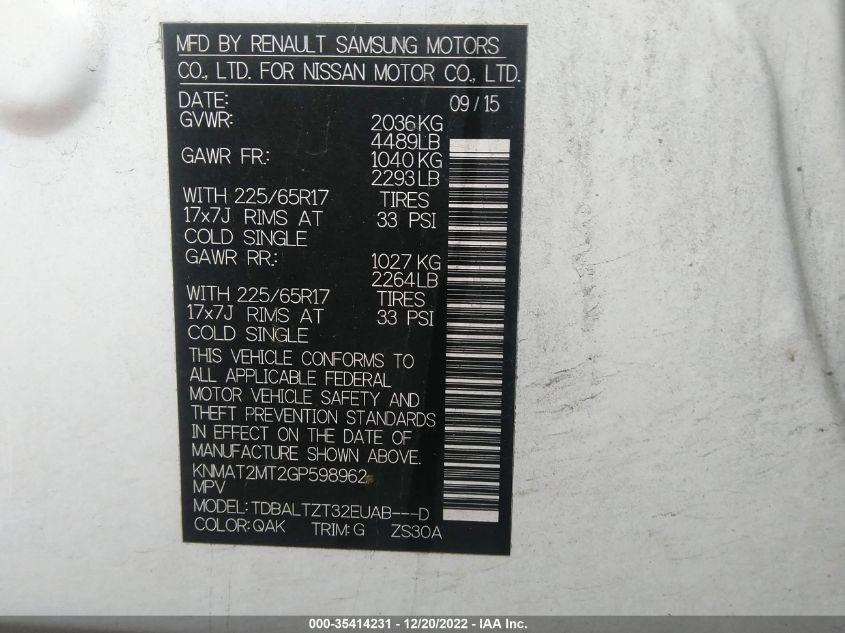 MFD BY RENAULT SAMSUNG MOTORS
CO., LTD. FOR NISSAN MOTOR CO., LTD.
DATE: 09/15
GVWR: 2036KG
4489LB
GAWR FR.: 1040KG
2293LB
WITH 225/65R17 TIRES
17x7J RIMS AT 33 PSI
COLD SINGLE
GAWR RR.: 1027KG
2264LB
WITH 225/65R17 TIRES
17x7J RIMS AT 33 PSI
COLD SINGLE
THIS VEHICLE CONFORMS TO
ALL APPLICABLE FEDERAL
MOTOR VEHICLE SAFETY AND
THEFT PREVENTION STANDARDS
IN EFFECT ON THE DATE OF
MANUFACTURE SHOWN ABOVE.
KNMAT2MT2GP598962
MPV
MODEL: TDBALTZT32EUAB---D
COLOR: QAK TRIM: G ZS30A
000-35414231 - 12/20/2022 - IAA Inc.